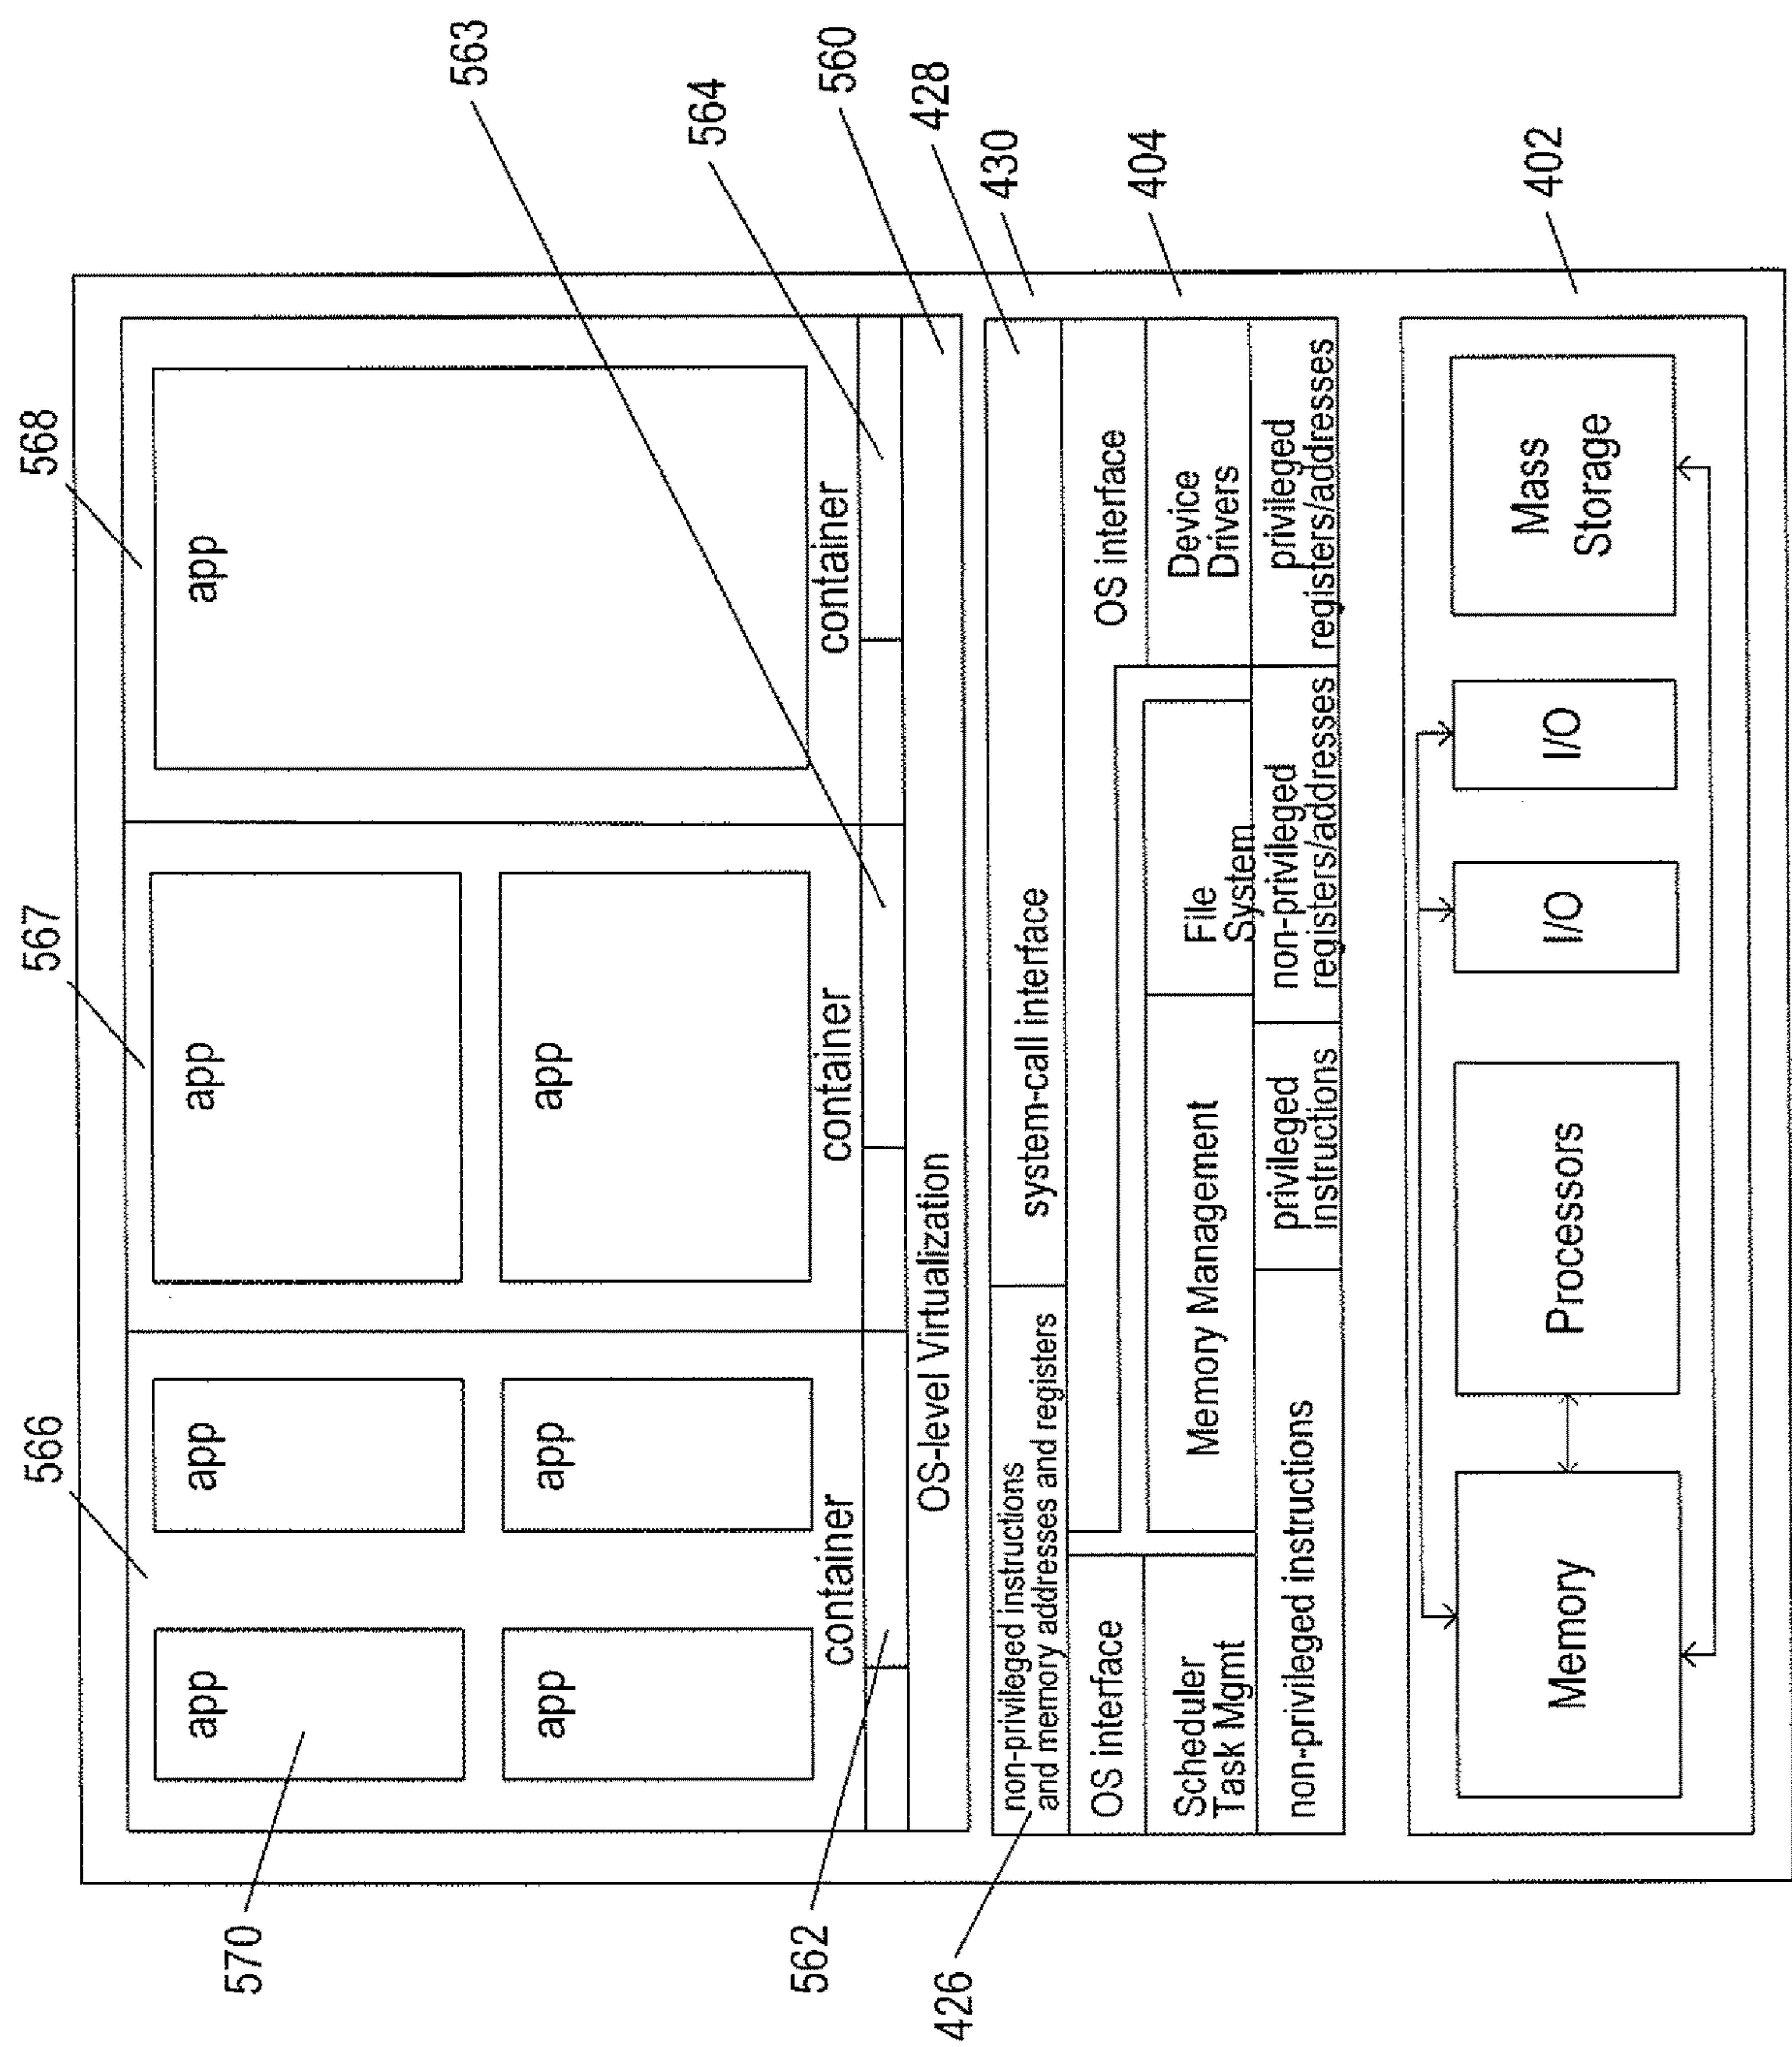 566
567
568
app
app
app
app
570
563
app
app
app
564
container
container
container
562
560
OS-level Virtualization
428
426
non-privileged instructions
and memory addresses and registers
system-call interface
430
OS interface
OS interface
404
Scheduler
Task Mgmt
Memory Management
File
System
Device
Drivers
non-privileged instructions
privileged
instructions
non-privileged
registers/addresses
privileged
registers/addresses
402
Memory
Processors
I/O
I/O
Mass
Storage